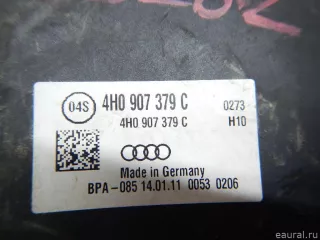 04S
4H0 907 379 C
0273
4H0 907 379 C
H10
Made in Germany
BPA-085 14.01.11 0053 0206
eaural.ru